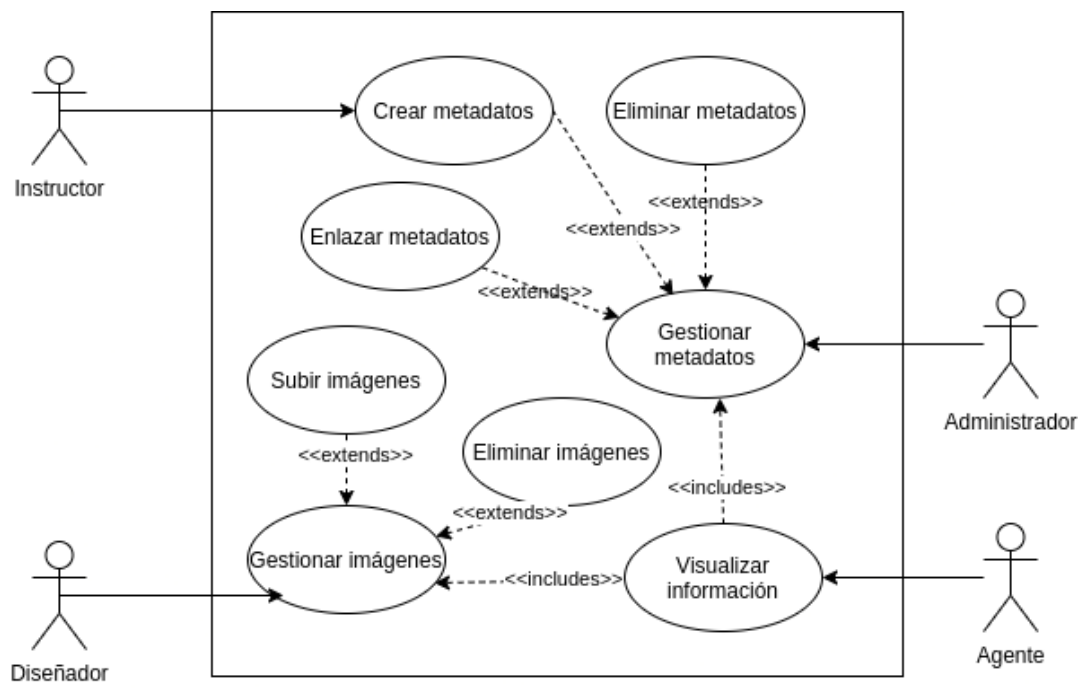 Crear metadatos
Eliminar metadatos
Instructor
<<extends>>
<<extends>>
Enlazar metadatos
<<extends>>
Gestionar
metadatos
Subir imágenes
Administrador
Eliminar imágenes
<<extends>>
<<includes>>
<<extends>>
Gestionar imágenes
<<includes>>
Visualizar
información
Diseñador
Agente